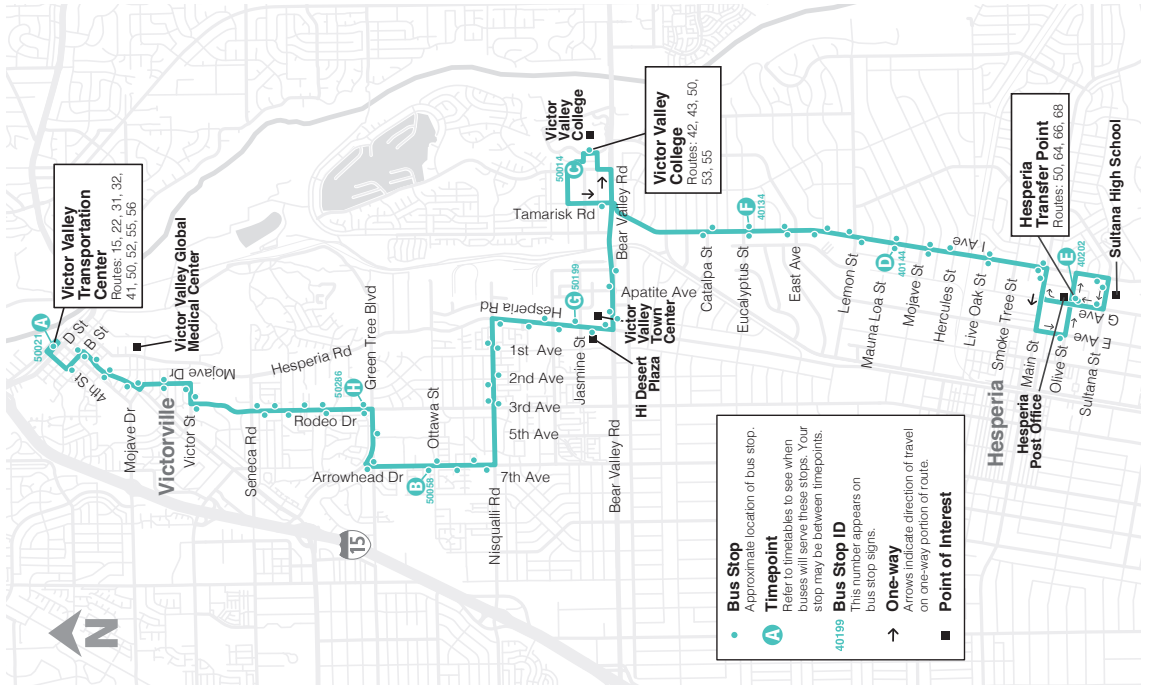 50021
A
Victor Valley
Transportation
Center
Routes: 15, 22, 31, 32,
41, 50, 52, 55, 56
D St
B St
4th St
Victor Valley Global
Medical Center
Mojave Dr
Mojave Dr
Victorville
Victor St
Seneca Rd
Hesperia Rd
Rodeo Dr
50286
H
Green Tree Blvd
Arrowhead Dr
Ottawa St
B
50058
Nisqualli Rd
7th Ave
5th Ave
3rd Ave
2nd Ave
1st Ave
15
N
Hesperia Rd
G
50199
Jasmine St
Hi Desert
Plaza
Victor
Valley
Tower
Center
Apatite Ave
Bear Valley Rd
Bear Valley Rd
Tamarisk Rd
50014
C
Victor
Valley
College
Victor Valley
College
Routes: 42, 43, 50,
53, 55
Catalpa St
Eucalyptus St
F
40134
East Ave
Lemon St
Mauna Loa St
D
40144
Mojave St
Hercules St
I Ave
Live Oak St
Smoke Tree St
Hesperia
Main St
Hesperia
Post Office
Olive St
Sultana St
E Ave
G Ave
E
40202
Hesperia
Transfer Point
Routes: 50, 64, 66, 68
Sultana High School
Bus Stop
Approximate location of bus stop.
A
Timepoint
Refer to timetables to see when
buses will serve these stops. Your
stop may be between timepoints.
40199
Bus Stop ID
This number appears on
bus stop signs.
One-way
Arrows indicate direction of travel
on one-way portion of route.
Point of Interest